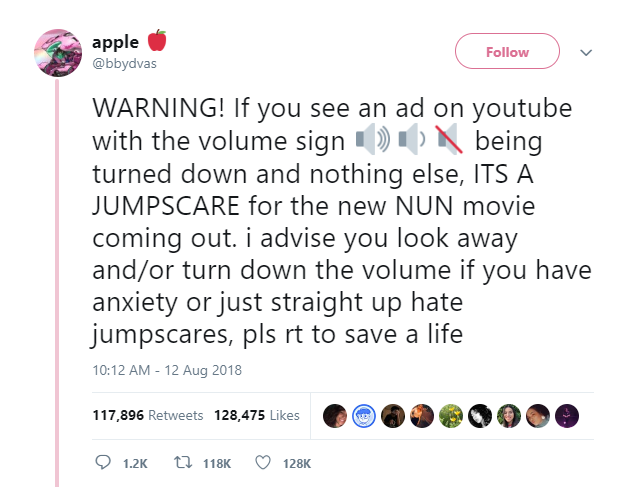 apple 🍎
@bbydvas
Follow
WARNING! If you see an ad on youtube
with the volume sign 🔊🔉🔇 being
turned down and nothing else, ITS A
JUMPSCARE for the new NUN movie
coming out. i advise you look away
and/or turn down the volume if you have
anxiety or just straight up hate
jumpscares, pls rt to save a life
10:12 AM - 12 Aug 2018
117,896 Retweets 128,475 Likes
1.2K 118K 128K